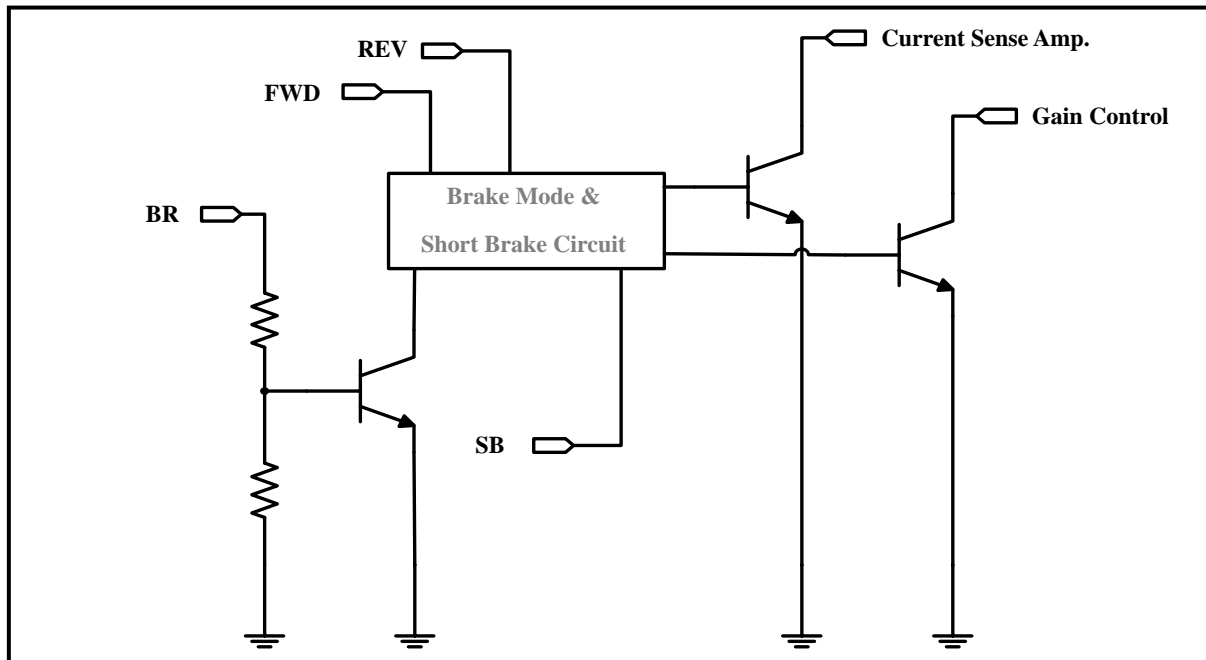 REV
Current Sense Amp.
FWD
Gain Control
Brake Mode &
Short Brake Circuit
BR
SB